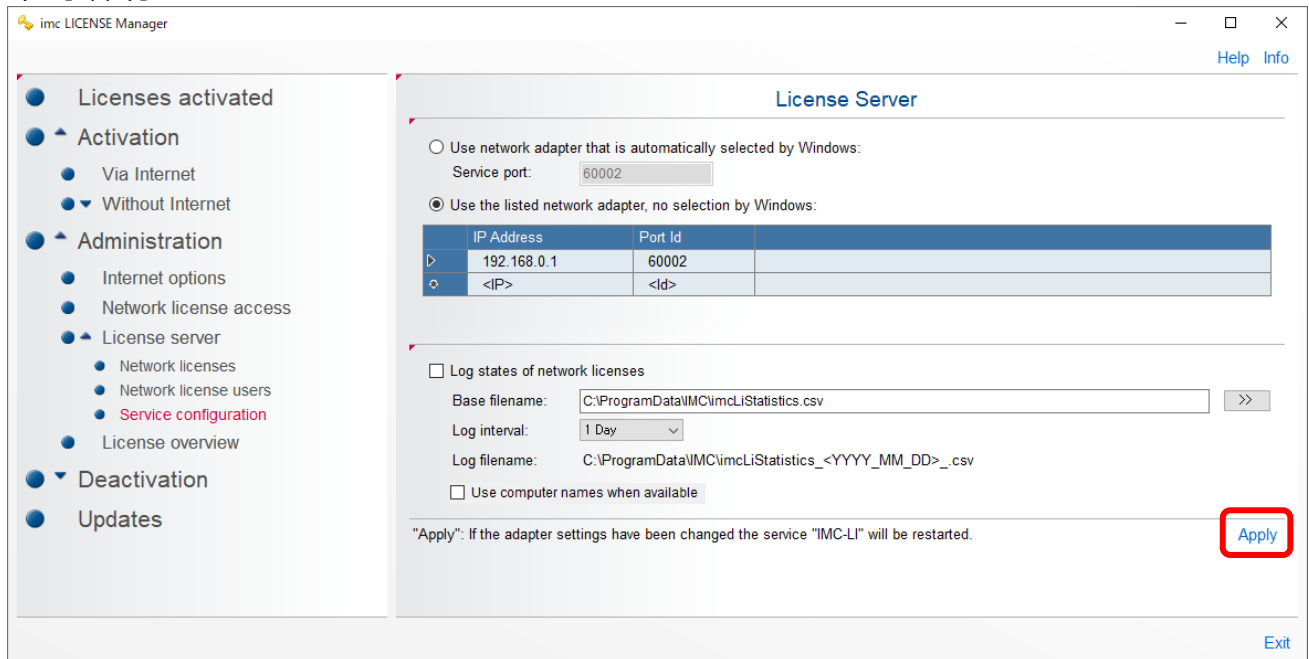 imc LICENSE Manager
Help Info
Licenses activated
Activation
Via Internet
Without Internet
Administration
Internet options
Network license access
License server
Network licenses
Network license users
Service configuration
License overview
Deactivation
Updates
License Server
Use network adapter that is automatically selected by Windows:
Service port: 60002
Use the listed network adapter, no selection by Windows:
IP Address Port Id
192.168.0.1 60002
<IP> <Id>
Log states of network licenses
Base filename: C:\ProgramData\IMC\imcLiStatistics.csv >>
Log interval: 1 Day
Log filename: C:\ProgramData\IMC\imcLiStatistics_<YYYY_MM_DD>_.csv
Use computer names when available
"Apply": If the adapter settings have been changed the service "IMC-LI" will be restarted. Apply
Exit